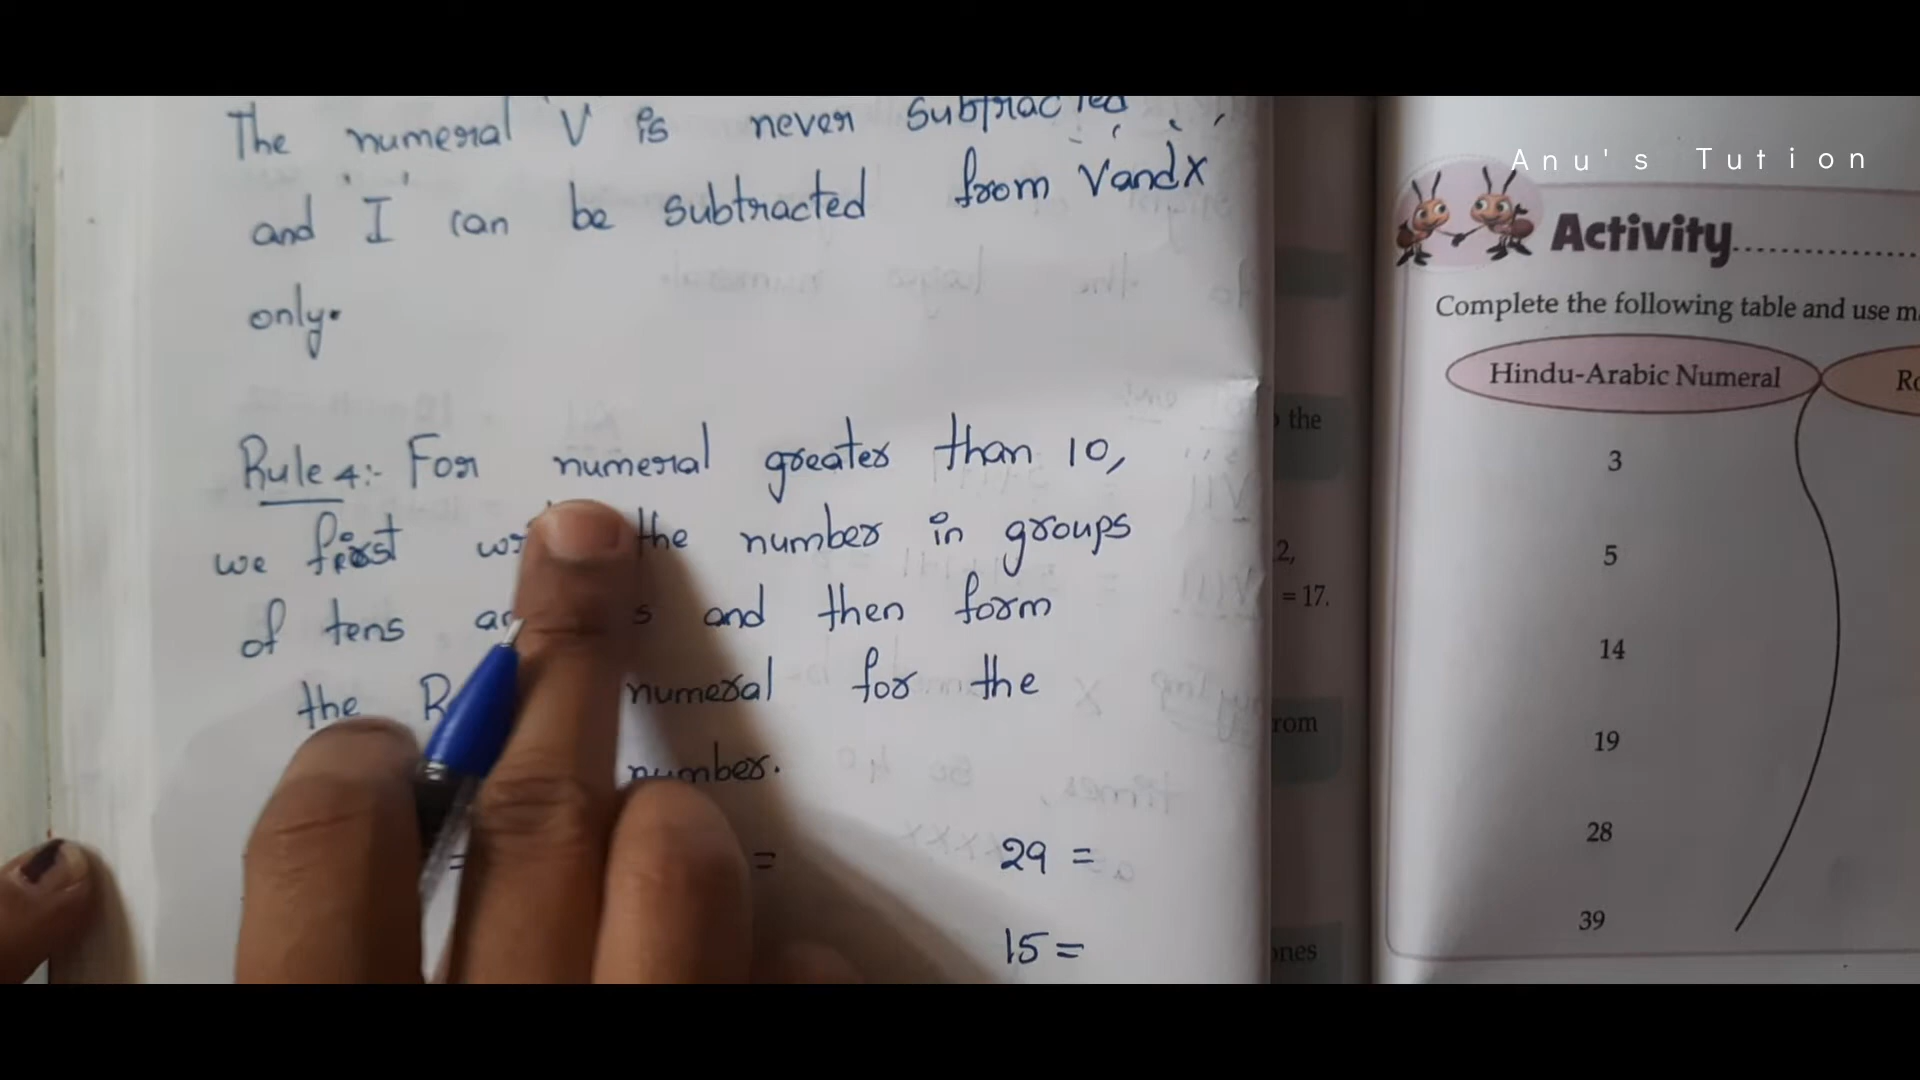 The numeral 'V' is never subtracted
and 'I' can be subtracted from 'V' and 'X'
only.
Rule 4:- For numeral greater than 10,
we first the number in groups
of tens and then form
the numeral for the
number.
= = 29 =
15 =
the
2,
= 17.
rom
ones
Anu's Tution
Activity
Complete the following table and use
Hindu-Arabic Numeral
3
5
14
19
28
39